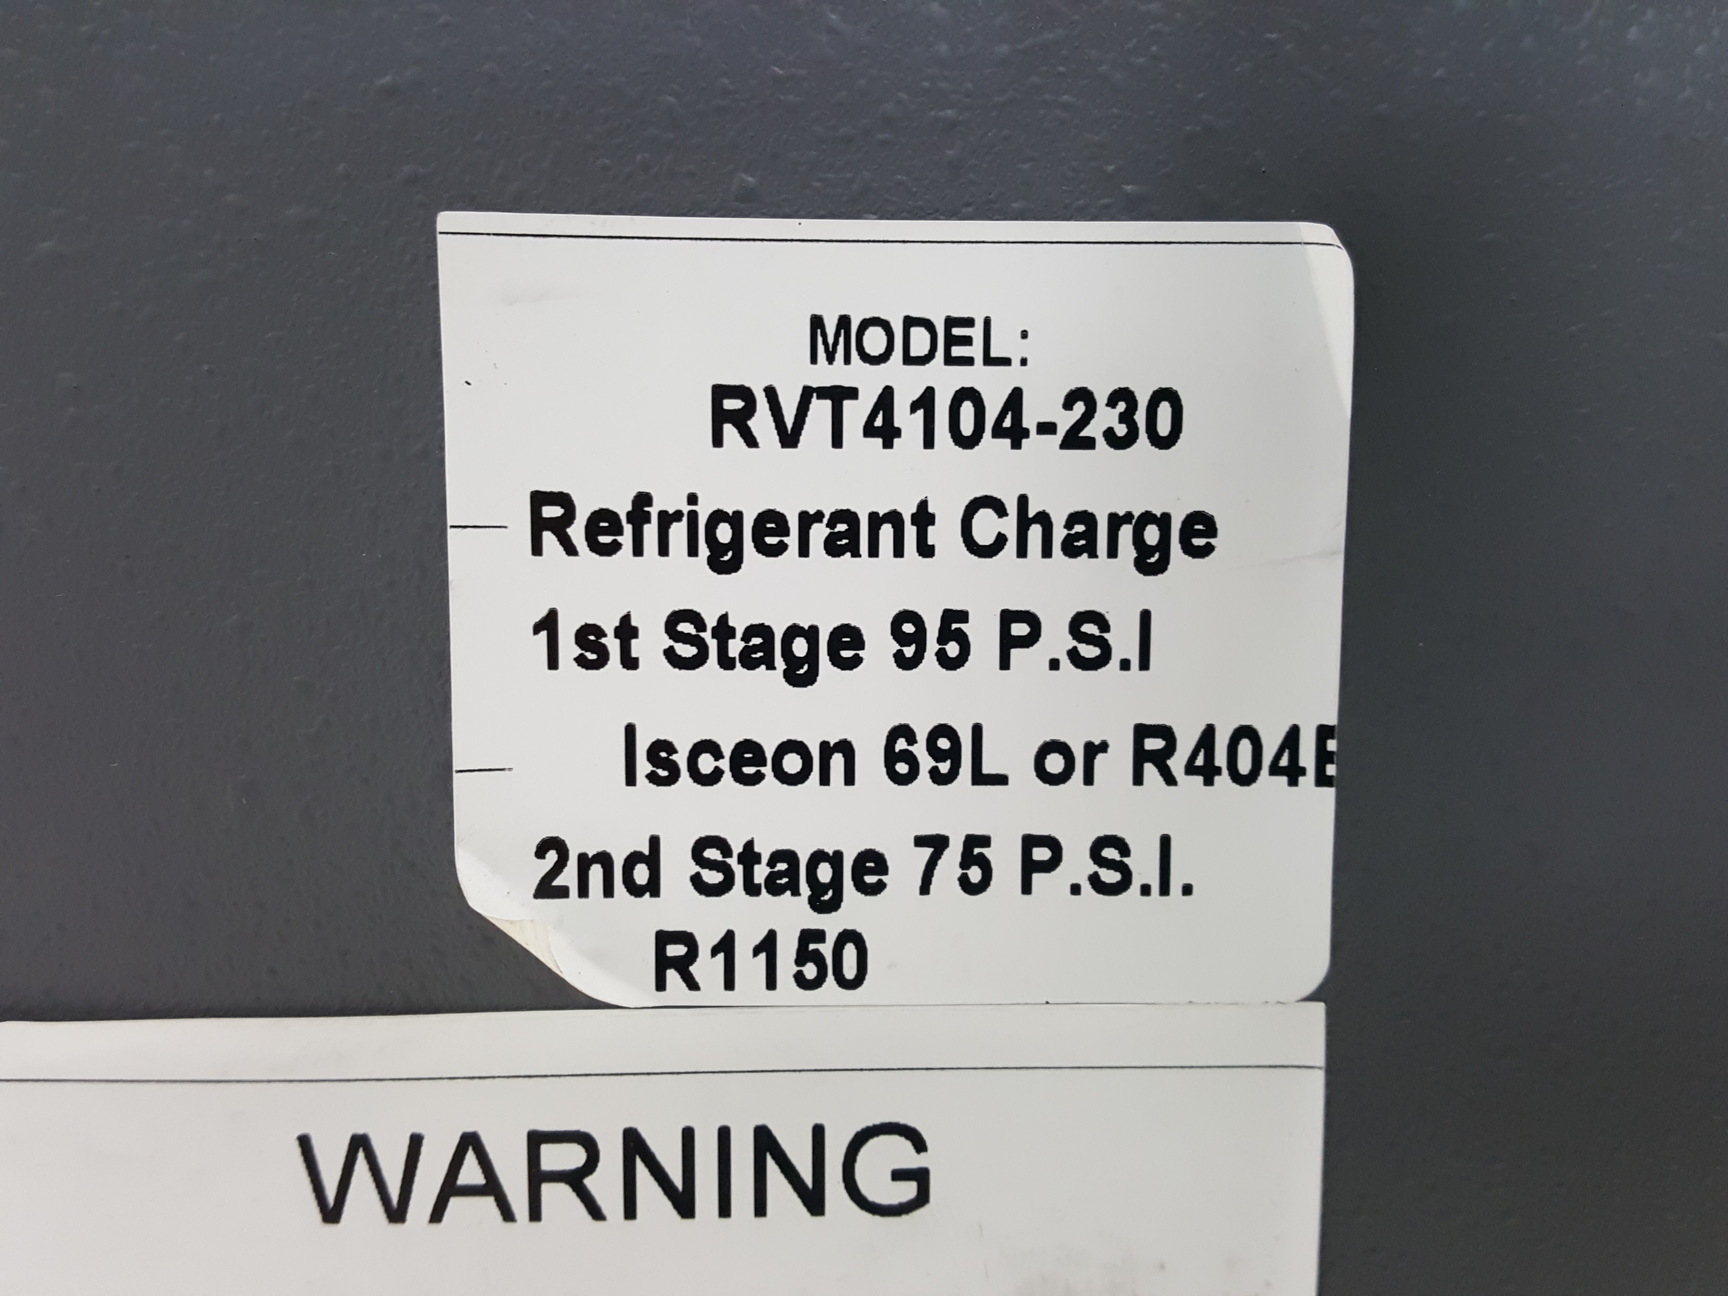 MODEL:
RVT4104-230
Refrigerant Charge
1st Stage 95 P.S.I
Isceon 69L or R404
2nd Stage 75 P.S.I.
R1150
WARNING